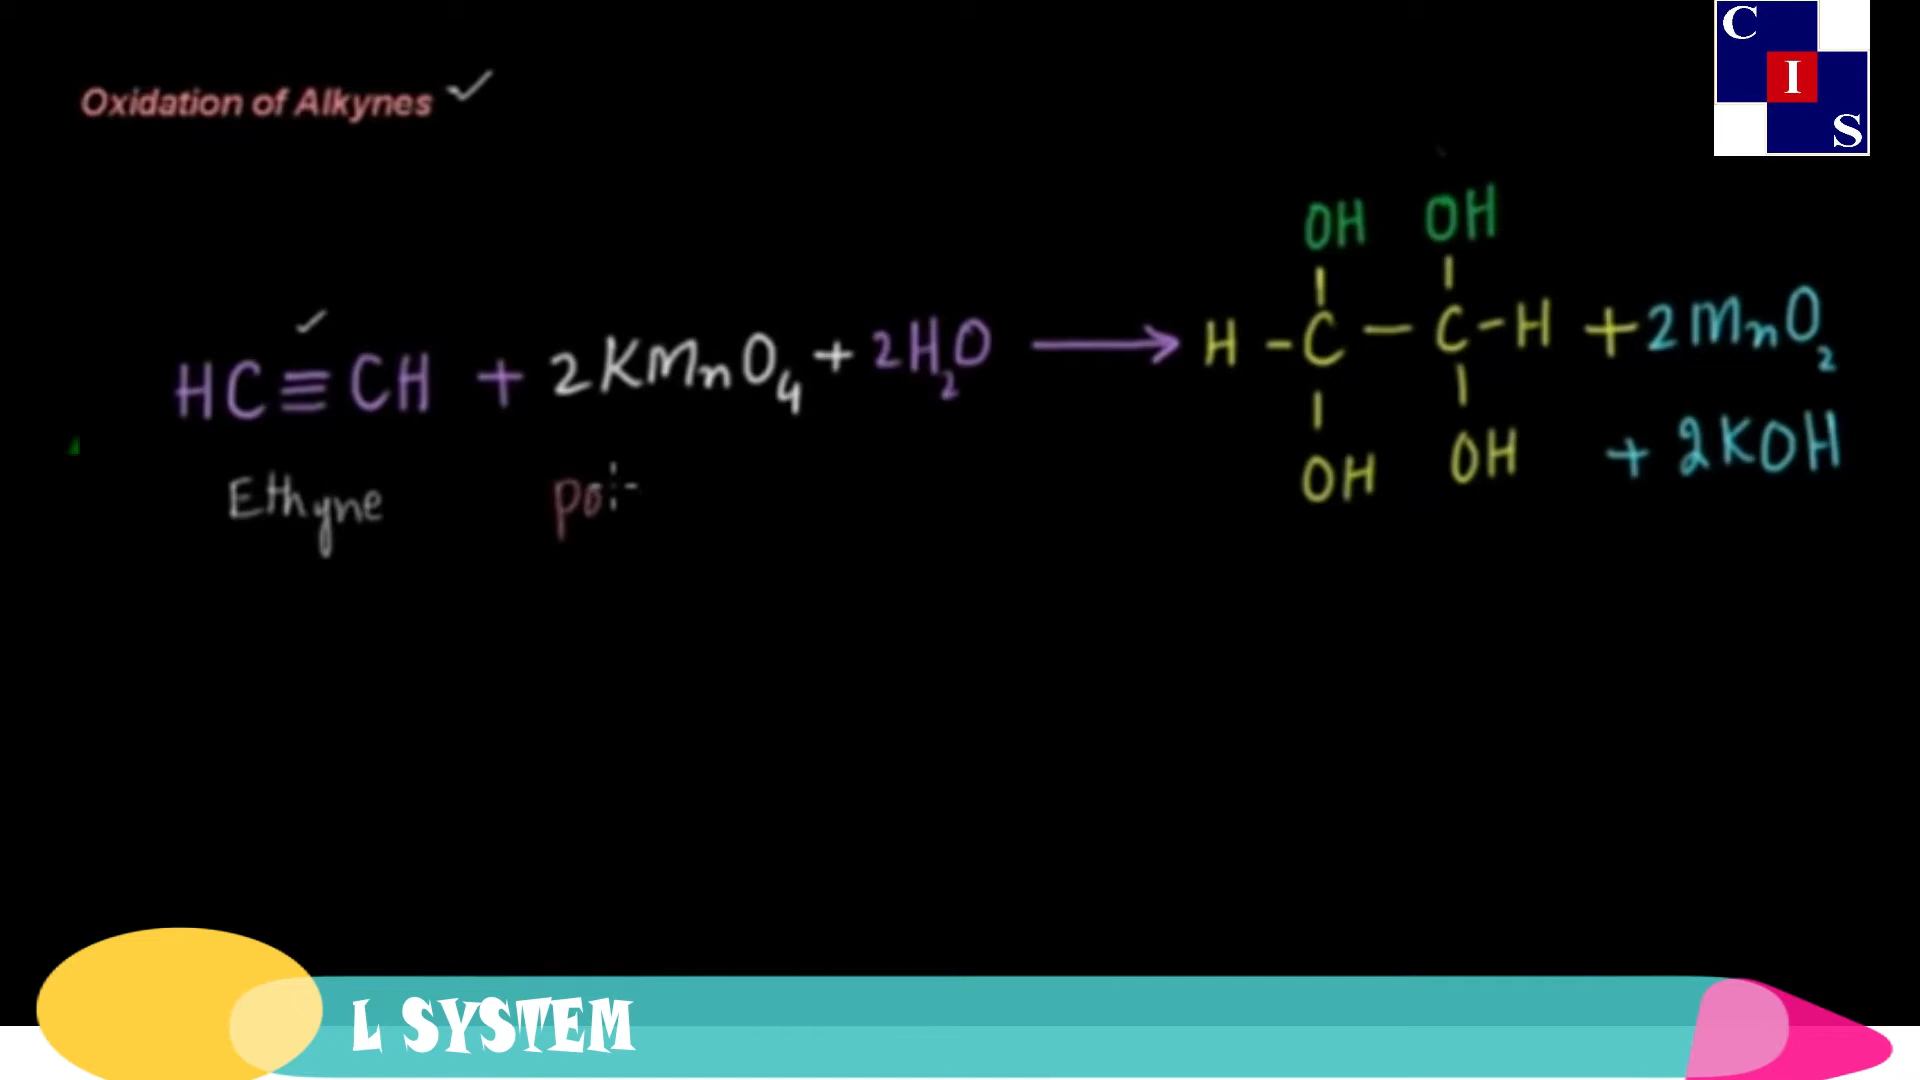 C
I
S
Oxidation of Alkynes
OH OH
HC≡CH + 2KMnO4 + 2H2O → H-C-C-H + 2MnO2
OH OH + 2KOH
Ethyne
L SYSTEM